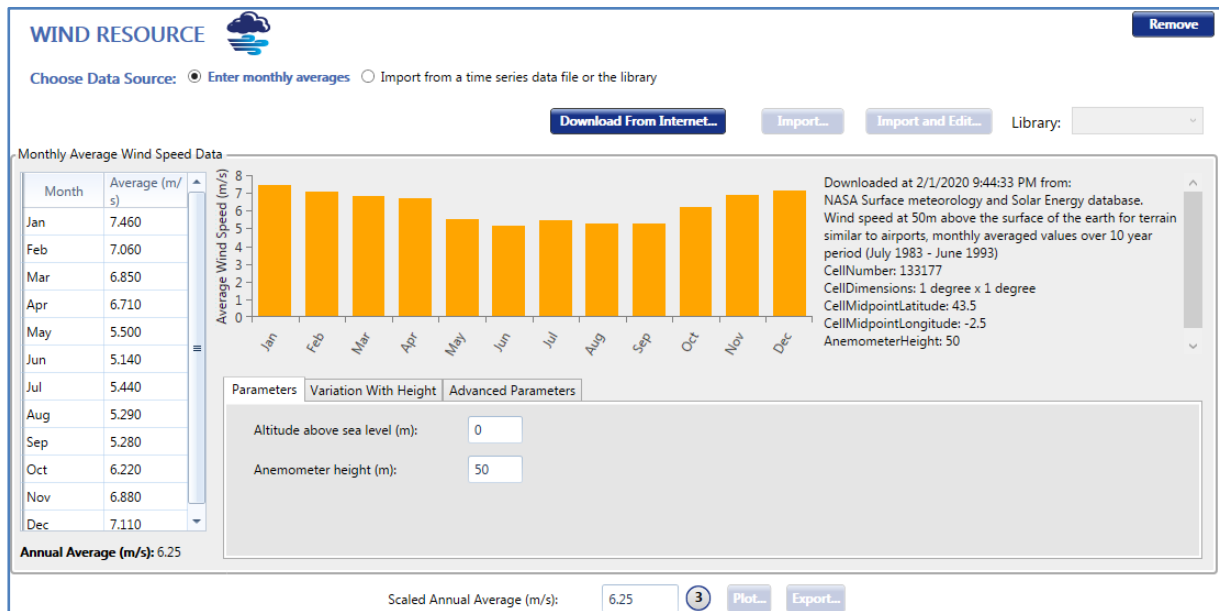 WIND RESOURCE
Remove
Choose Data Source: Enter monthly averages Import from a time series data file or the library
Download From Internet... Import... Import and Edit... Library:
Monthly Average Wind Speed Data
Month Average (m/
s)
Jan 7.460
Feb 7.060
Mar 6.850
Apr 6.710
May 5.500
Jun 5.140
Jul 5.440
Aug 5.290
Sep 5.280
Oct 6.220
Nov 6.880
Dec 7.110
Annual Average (m/s): 6.25
Average Wind Speed (m/s)
8
7
6
5
4
3
2
1
0
Jan Feb Mar Apr May Jun Jul Aug Sep Oct Nov Dec
Downloaded at 2/1/2020 9:44:33 PM from:
NASA Surface meteorology and Solar Energy database.
Wind speed at 50m above the surface of the earth for terrain
similar to airports, monthly averaged values over 10 year
period (July 1983 - June 1993)
CellNumber: 133177
CellDimensions: 1 degree x 1 degree
CellMidpointLatitude: 43.5
CellMidpointLongitude: -2.5
AnemometerHeight: 50
Parameters Variation With Height Advanced Parameters
Altitude above sea level (m): 0
Anemometer height (m): 50
Scaled Annual Average (m/s): 6.25 3 Plot... Export...